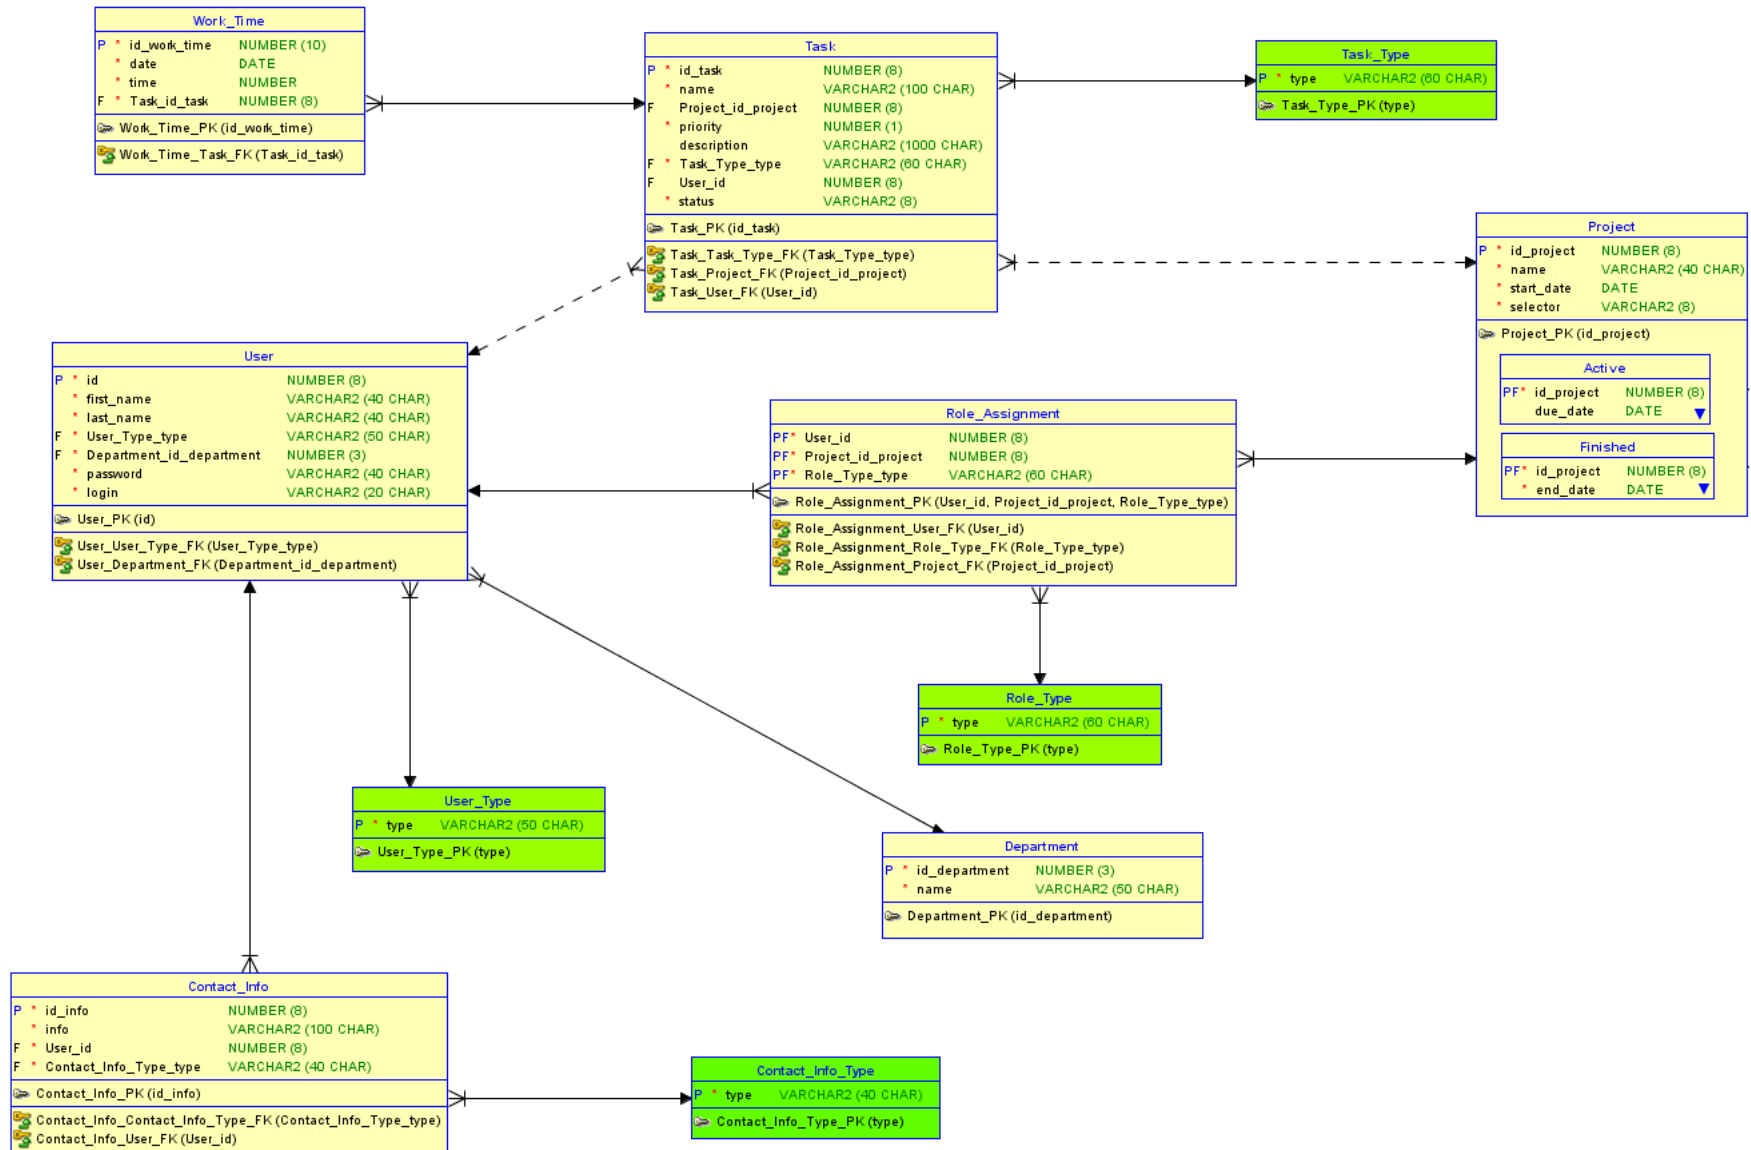 Work_Time
P * id_work_time NUMBER (10)
* date DATE
* time NUMBER
F * Task_id_task NUMBER (8)
Work_Time_PK (id_work_time)
Work_Time_Task_FK (Task_id_task)
Task
P * id_task NUMBER (8)
* name VARCHAR2 (100 CHAR)
F Project_id_project NUMBER (8)
* priority NUMBER (1)
description VARCHAR2 (1000 CHAR)
F * Task_Type_type VARCHAR2 (60 CHAR)
F User_id NUMBER (8)
* status VARCHAR2 (8)
Task_PK (id_task)
Task_Task_Type_FK (Task_Type_type)
Task_Project_FK (Project_id_project)
Task_User_FK (User_id)
Task_Type
P * type VARCHAR2 (60 CHAR)
Task_Type_PK (type)
Project
P * id_project NUMBER (8)
* name VARCHAR2 (40 CHAR)
* start_date DATE
* selector VARCHAR2 (8)
Project_PK (id_project)
Active
PF* id_project NUMBER (8)
due_date DATE
Finished
PF* id_project NUMBER (8)
* end_date DATE
User
P * id NUMBER (8)
* first_name VARCHAR2 (40 CHAR)
* last_name VARCHAR2 (40 CHAR)
F * User_Type_type VARCHAR2 (50 CHAR)
F * Department_id_department NUMBER (3)
* password VARCHAR2 (40 CHAR)
* login VARCHAR2 (20 CHAR)
User_PK (id)
User_User_Type_FK (User_Type_type)
User_Department_FK (Department_id_department)
Role_Assignment
PF* User_id NUMBER (8)
PF* Project_id_project NUMBER (8)
PF* Role_Type_type VARCHAR2 (60 CHAR)
Role_Assignment_PK (User_id, Project_id_project, Role_Type_type)
Role_Assignment_User_FK (User_id)
Role_Assignment_Role_Type_FK (Role_Type_type)
Role_Assignment_Project_FK (Project_id_project)
Role_Type
P * type VARCHAR2 (60 CHAR)
Role_Type_PK (type)
User_Type
P * type VARCHAR2 (50 CHAR)
User_Type_PK (type)
Department
P * id_department NUMBER (3)
* name VARCHAR2 (50 CHAR)
Department_PK (id_department)
Contact_Info
P * id_info NUMBER (8)
* info VARCHAR2 (100 CHAR)
F * User_id NUMBER (8)
F * Contact_Info_Type_type VARCHAR2 (40 CHAR)
Contact_Info_PK (id_info)
Contact_Info_Contact_Info_Type_FK (Contact_Info_Type_type)
Contact_Info_User_FK (User_id)
Contact_Info_Type
P * type VARCHAR2 (40 CHAR)
Contact_Info_Type_PK (type)